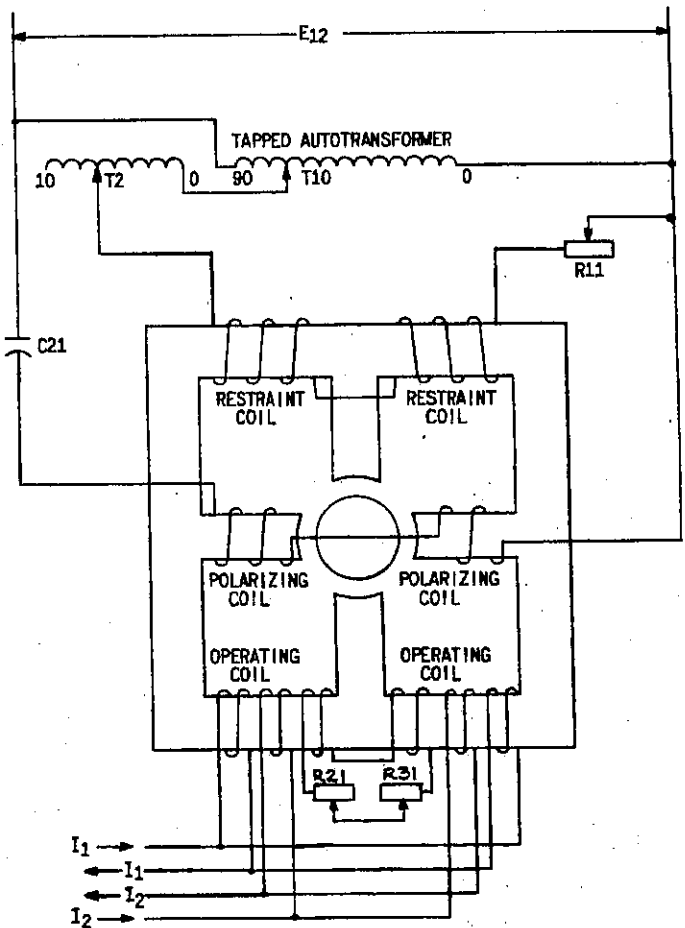 E12
TAPPED AUTOTRANSFORMER
10 T2 0 90 T10 0
R11
C21
RESTRAINT COIL
RESTRAINT COIL
POLARIZING COIL
POLARIZING COIL
OPERATING COIL
OPERATING COIL
R21 R31
I1
I1
I2
I2